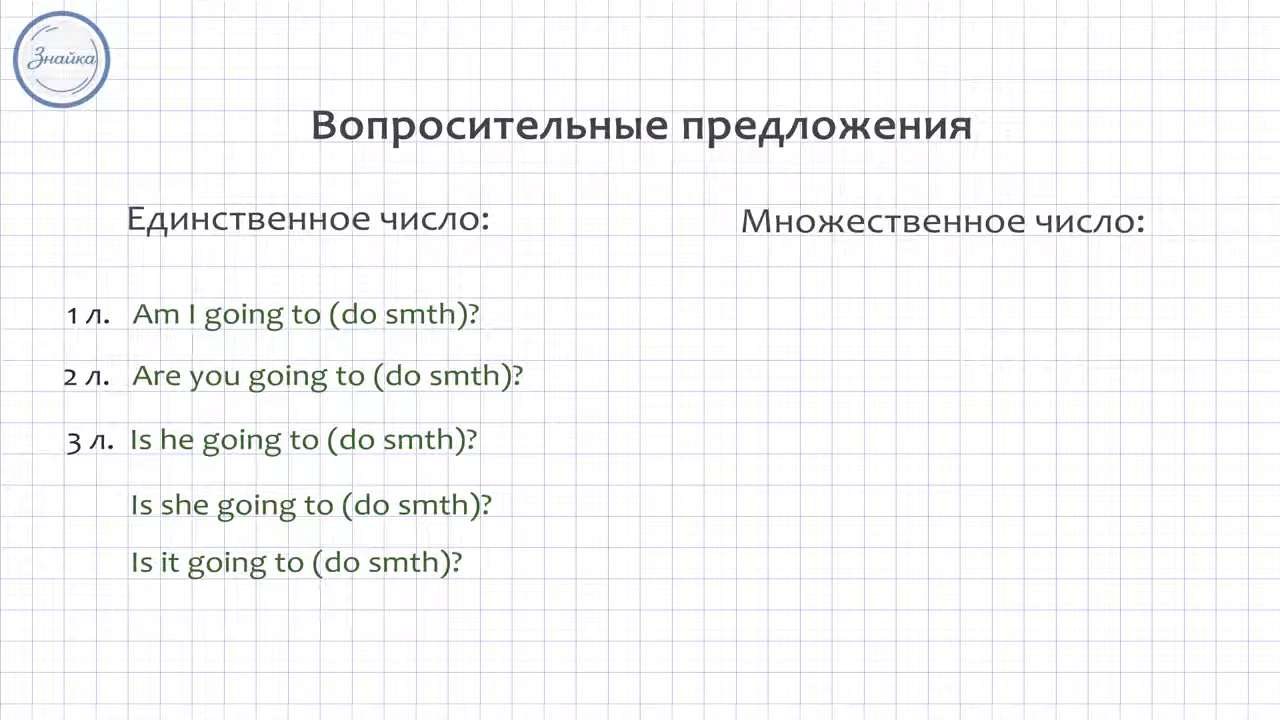 Знайка
Вопросительные предложения
Единственное число:
1 л. Am I going to (do smth)?
2 л. Are you going to (do smth)?
3 л. Is he going to (do smth)?
Is she going to (do smth)?
Is it going to (do smth)?
Множественное число: